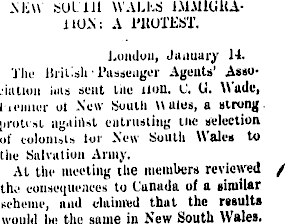 NEW SOUTH WALES IMMIGRA-
TION: A PROTEST.
London, January 14.
The British Passenger Agents' Asso-
ciation has sent the Hon. C. G. Wade,
Premier of New South Wales, a strong
protest against entrusting the selection
of colonists for New South Wales to
the Salvation Army.
At the meeting the members reviewed
the consequences to Canada of a similar
scheme, and claimed that the results
would be the same in New South Wales.